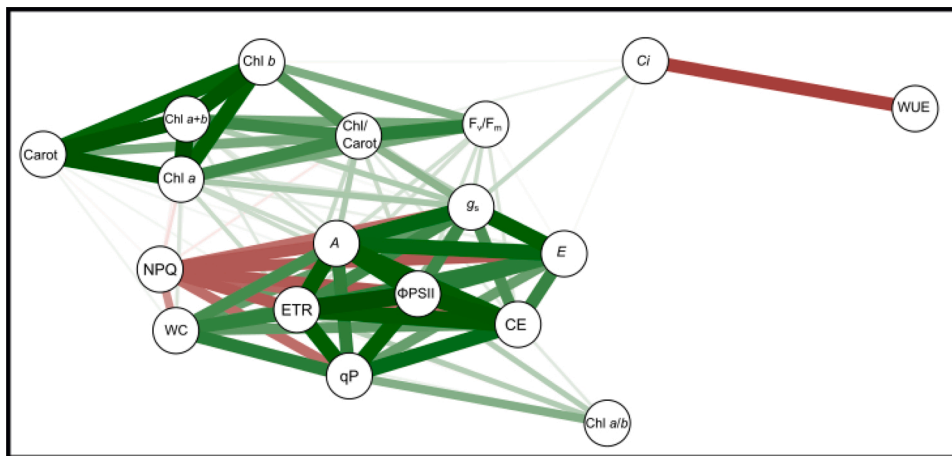 Chl b
Ci
WUE
Chl a+b
Chl/
Carot
Fv/Fm
Carot
Chl a
gs
A
E
NPQ
ΦPSII
ETR
CE
WC
qP
Chl a/b